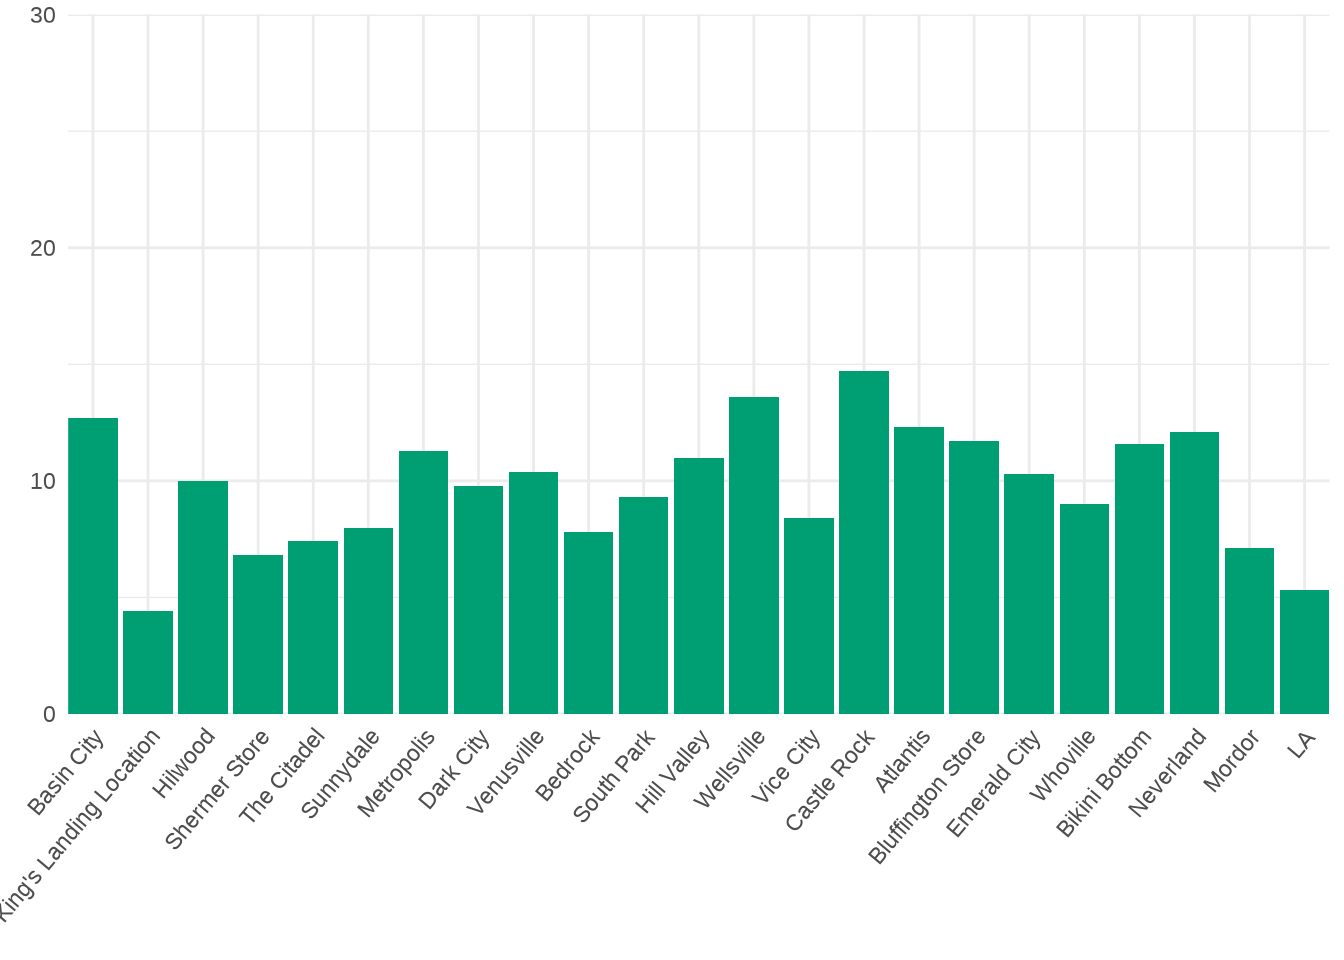 30
20
10
0
Basin City
King's Landing Location
Hilwood
Shermer Store
The Citadel
Sunnydale
Metropolis
Dark City
Venusville
Bedrock
South Park
Hill Valley
Wellsville
Vice City
Castle Rock
Atlantis
Bluffington Store
Emerald City
Whoville
Bikini Bottom
Neverland
Mordor
LA